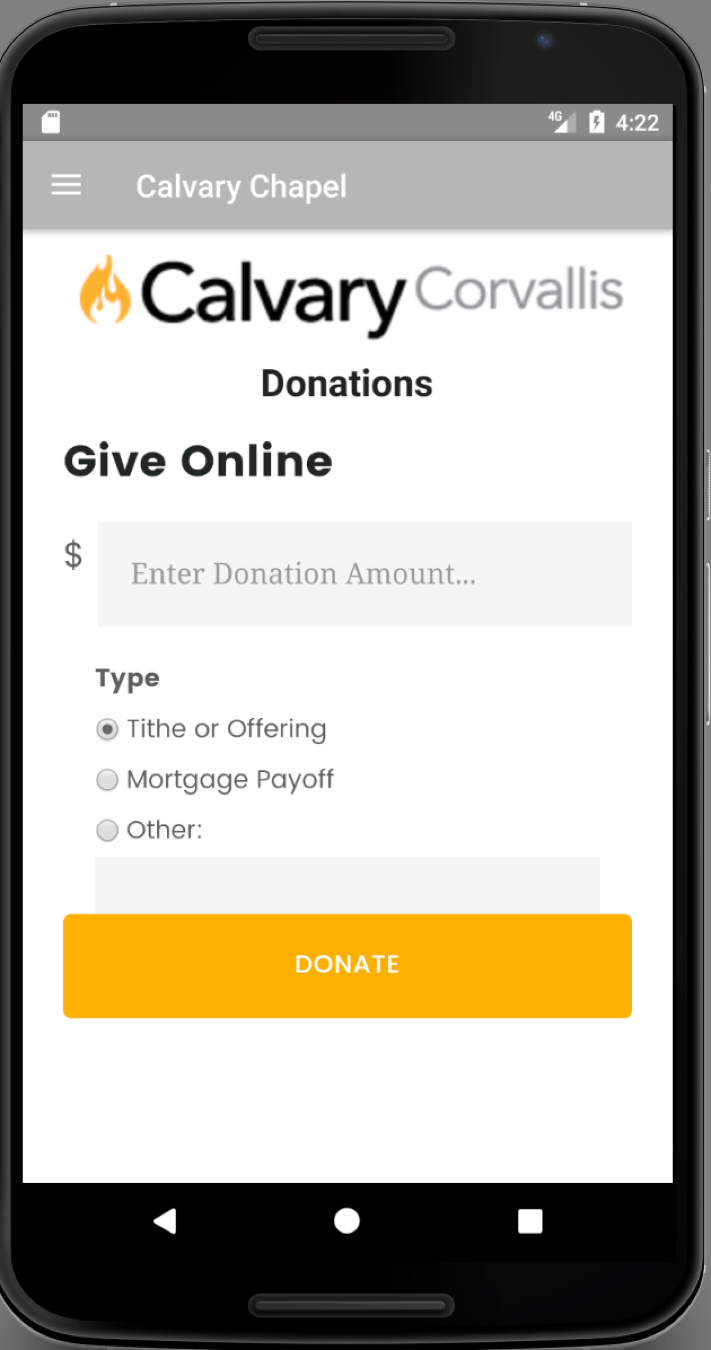 4G 4:22
Calvary Chapel
Calvary Corvallis
Donations
Give Online
$ Enter Donation Amount...
Type
Tithe or Offering
Mortgage Payoff
Other:
DONATE